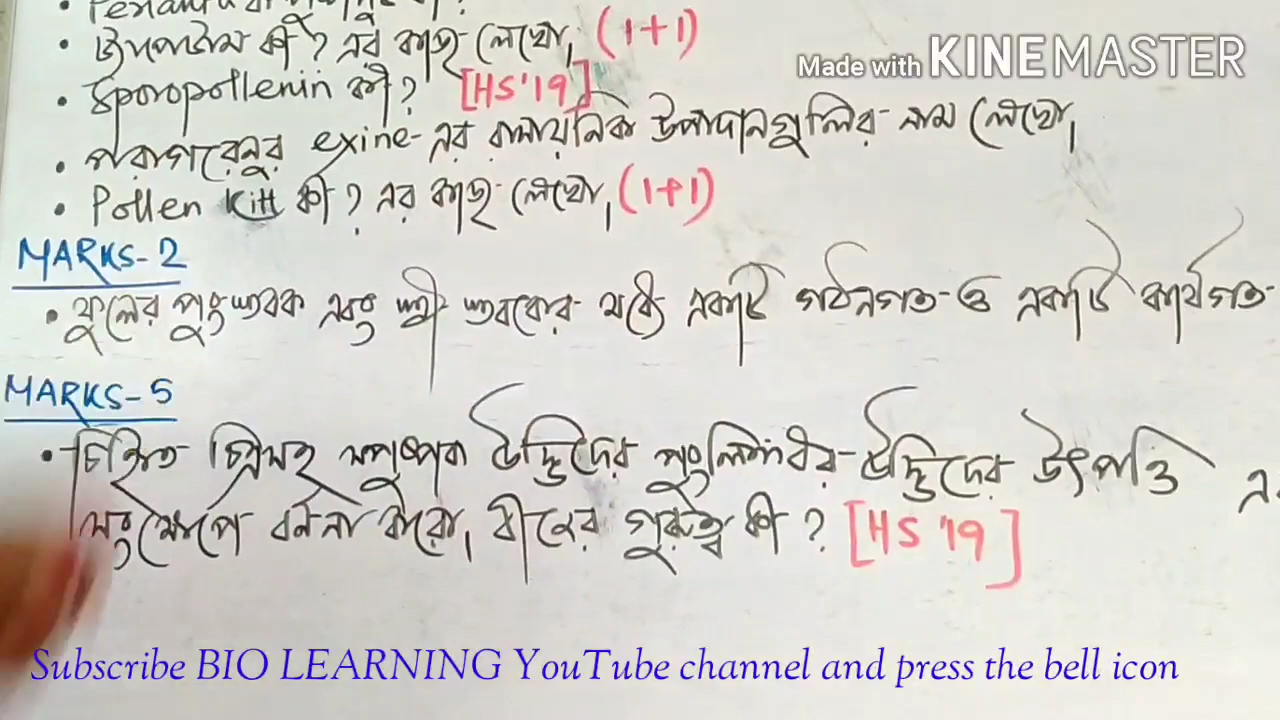 কী?
• ট্যাপেটাম কী? এর কাজ লেখো। (1+1)
Made with KINEMASTER
• Sporopollenin কী? [HS'19]
• পরাগরেনুর exine-এর রাসায়নিক উপাদানগুলির নাম লেখো।
• Pollen Kitt কী? এর কাজ লেখো। (1+1)
MARKS-2
• ফুলের পুংস্তবক এবং স্ত্রী স্তবকের মধ্যে একটি গঠনগত ও একটি কার্যগত
MARKS-5
• চিহ্নিত চিত্রসহ সপুষ্পক উদ্ভিদের পুংলিঙ্গধর উদ্ভিদের উৎপত্তি
সংক্ষেপে বর্ননা করো। বীজের গুরুত্ব কী? [HS '19]
Subscribe BIO LEARNING YouTube channel and press the bell icon